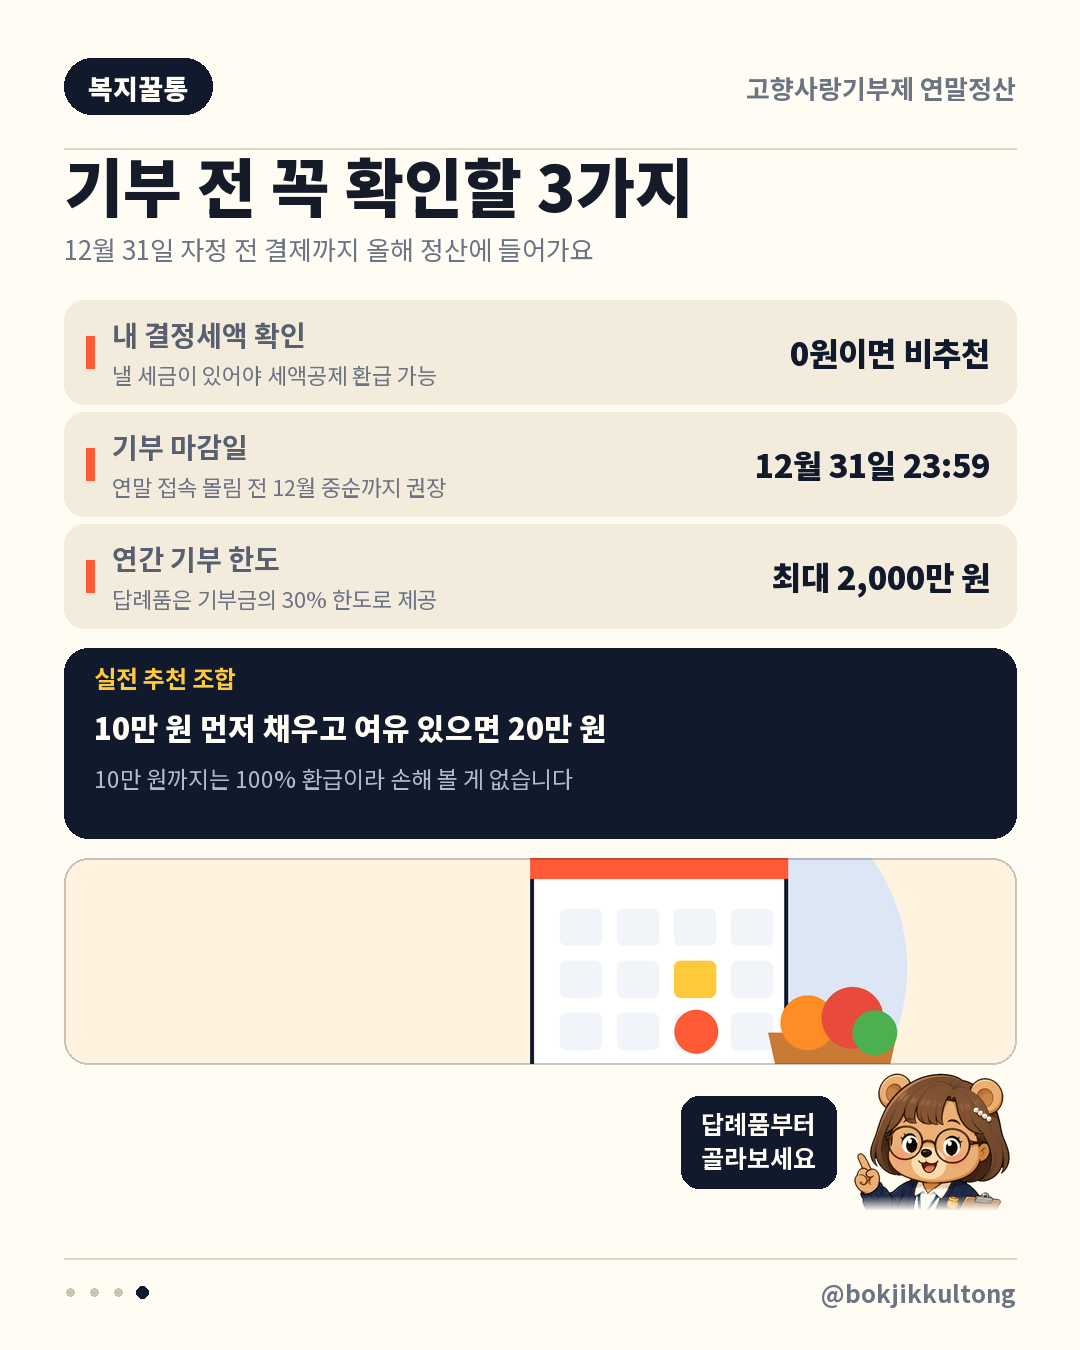 복지꿀통
고향사랑기부제 연말정산
기부 전 꼭 확인할 3가지
12월 31일 자정 전 결제까지 올해 정산에 들어가요
내 결정세액 확인
낼 세금이 있어야 세액공제 환급 가능
0원이면 비추천
기부 마감일
연말 접속 몰림 전 12월 중순까지 권장
12월 31일 23:59
연간 기부 한도
답례품은 기부금의 30% 한도로 제공
최대 2,000만 원
실전 추천 조합
10만 원 먼저 채우고 여유 있으면 20만 원
10만 원까지는 100% 환급이라 손해 볼 게 없습니다
답례품부터
골라보세요
@bokjikkultong